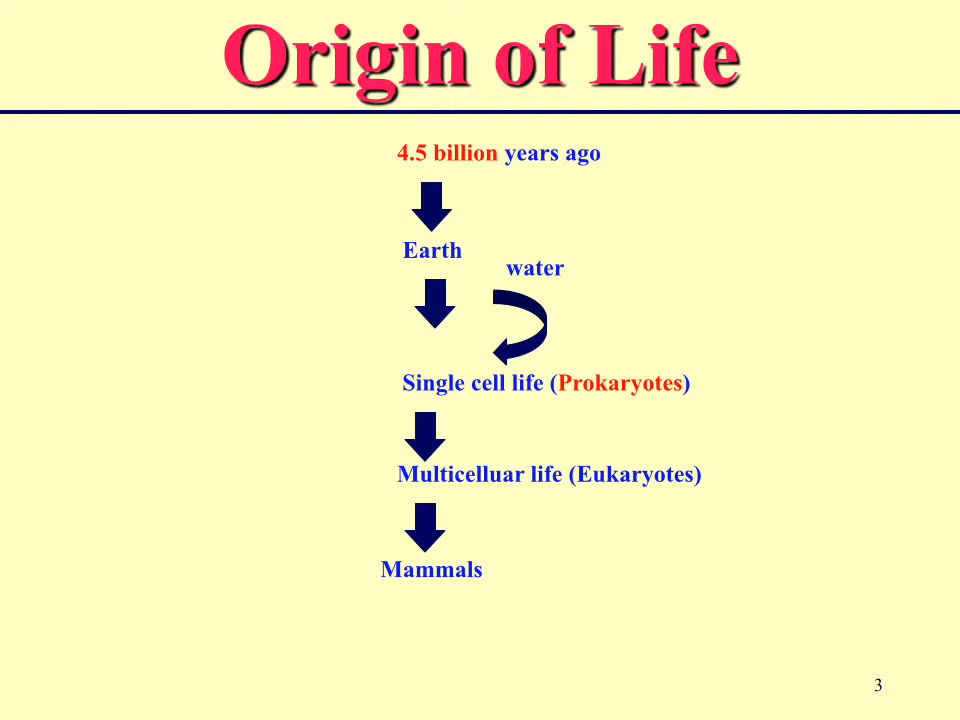 Origin of Life
4.5 billion years ago
Earth
water
Single cell life (Prokaryotes)
Multicelluar life (Eukaryotes)
Mammals
3